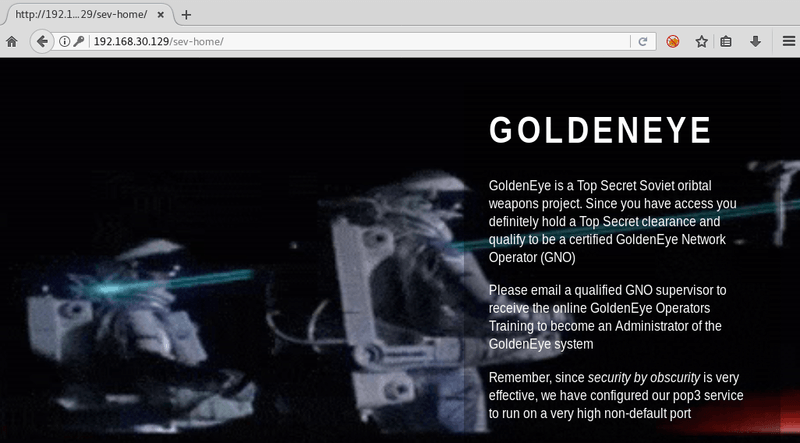 http://192.1...29/sev-home/
192.168.30.129/sev-home/
GOLDENEYE
GoldenEye is a Top Secret Soviet oribtal
weapons project. Since you have access you
definitely hold a Top Secret clearance and
qualify to be a certified GoldenEye Network
Operator (GNO)
Please email a qualified GNO supervisor to
receive the online GoldenEye Operators
Training to become an Administrator of the
GoldenEye system
Remember, since security by obscurity is very
effective, we have configured our pop3 service
to run on a very high non-default port